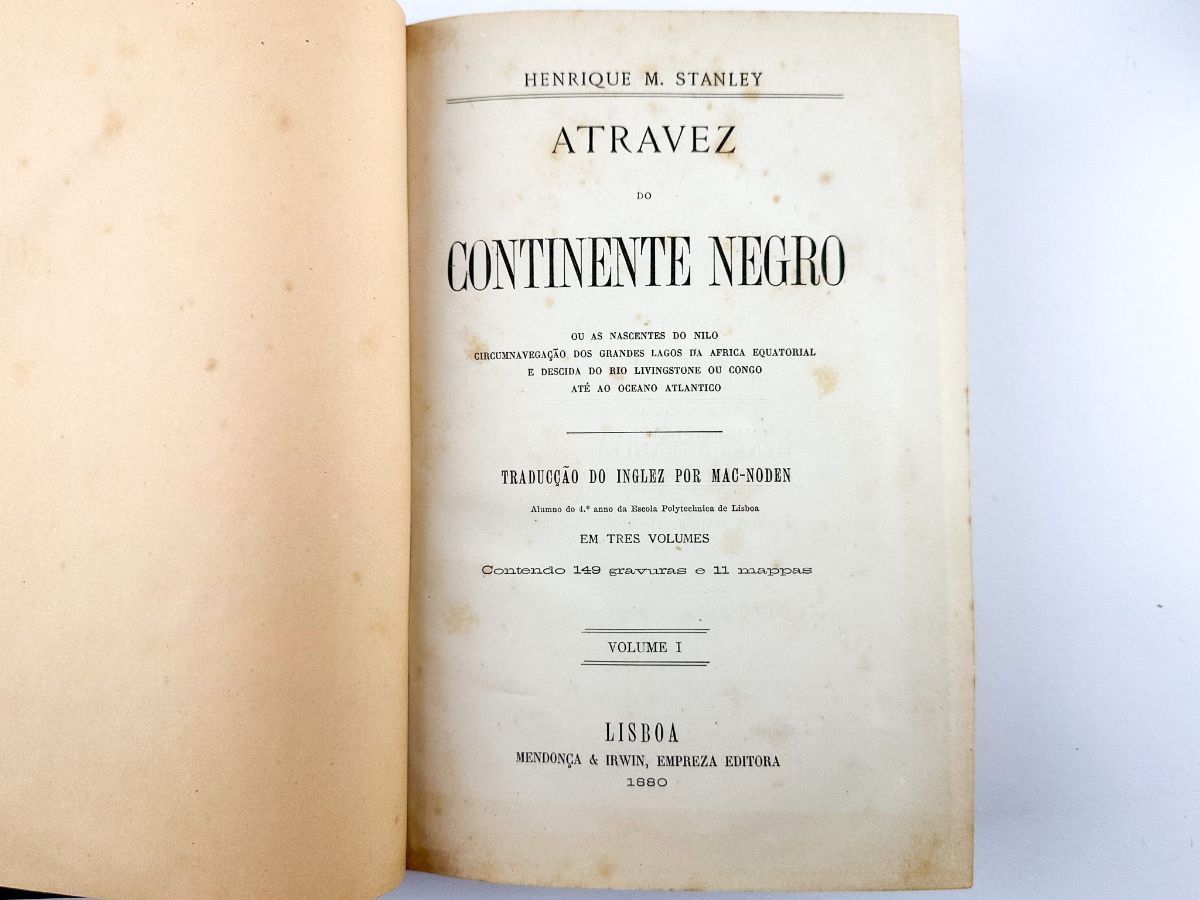 HENRIQUE M. STANLEY
ATRAVEZ
DO
CONTINENTE NEGRO
OU AS NASCENTES DO NILO
CIRCUMNAVEGAÇÃO DOS GRANDES LAGOS DA AFRICA EQUATORIAL
E DESCIDA DO RIO LIVINGSTONE OU CONGO
ATÉ AO OCEANO ATLANTICO
TRADUCÇÃO DO INGLEZ POR MAC-NODEN
Alumno do 4.º anno da Escola Polytechnica de Lisboa
EM TRES VOLUMES
Contendo 149 gravuras e 11 mappas
VOLUME I
LISBOA
MENDONÇA & IRWIN, EMPREZA EDITORA
1880